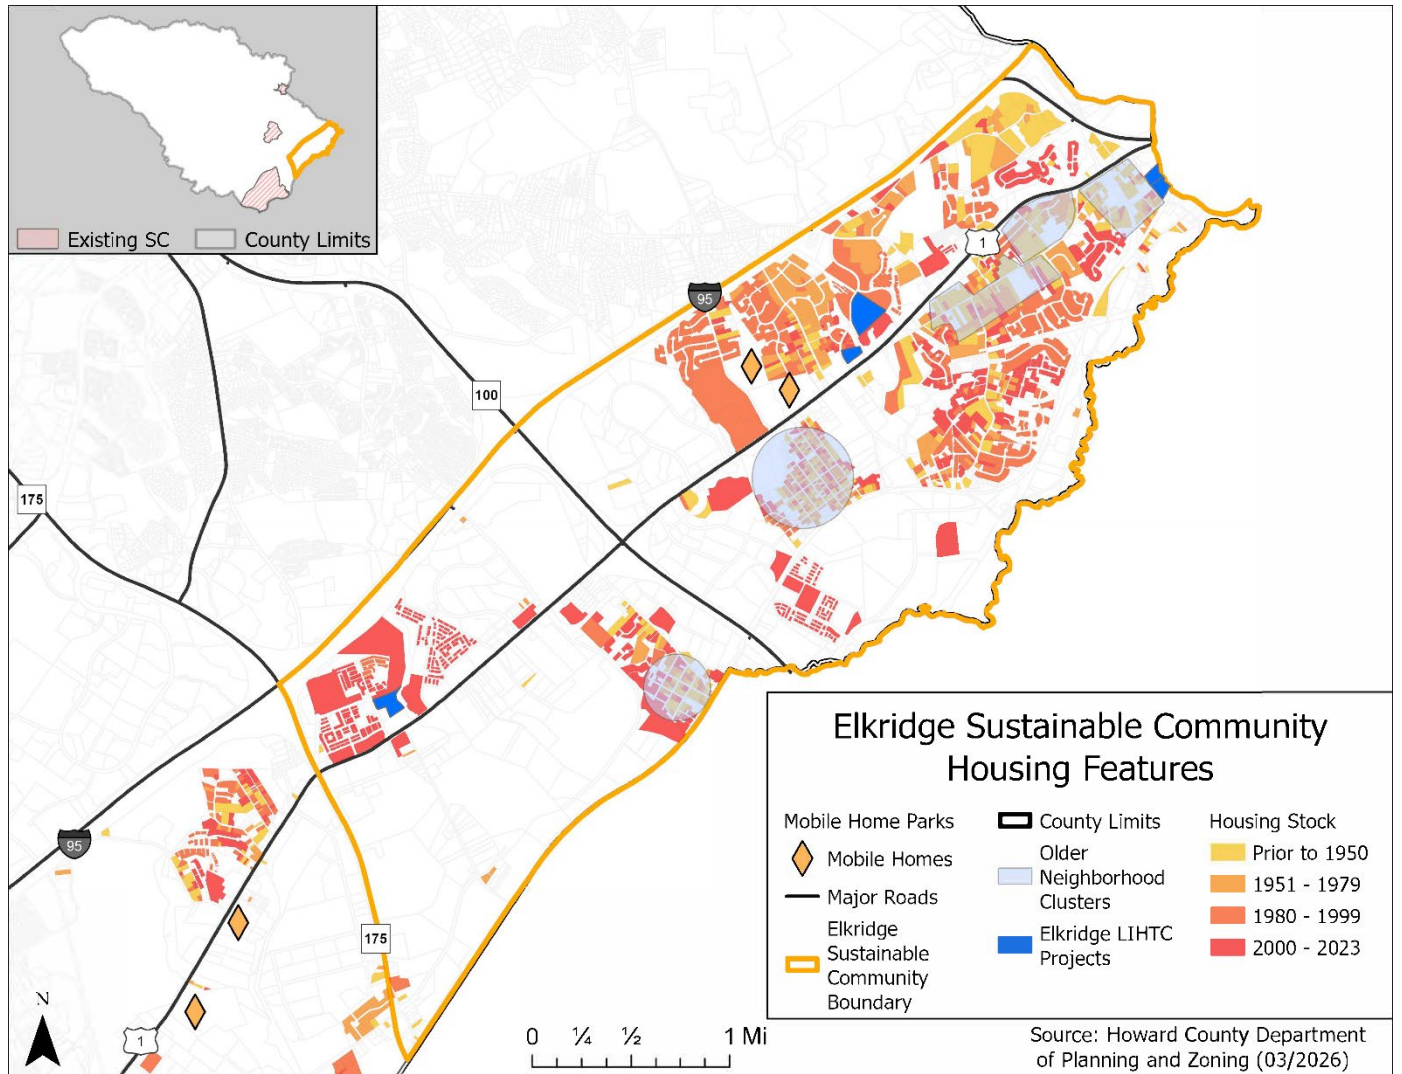 Existing SC
County Limits
95
1
100
175
95
175
1
N
0 ¼ ½ 1 Mi
Elkridge Sustainable Community
Housing Features
Mobile Home Parks
Mobile Homes
Major Roads
Elkridge
Sustainable
Community
Boundary
County Limits
Older
Neighborhood
Clusters
Elkridge LIHTC
Projects
Housing Stock
Prior to 1950
1951 - 1979
1980 - 1999
2000 - 2023
Source: Howard County Department
of Planning and Zoning (03/2026)